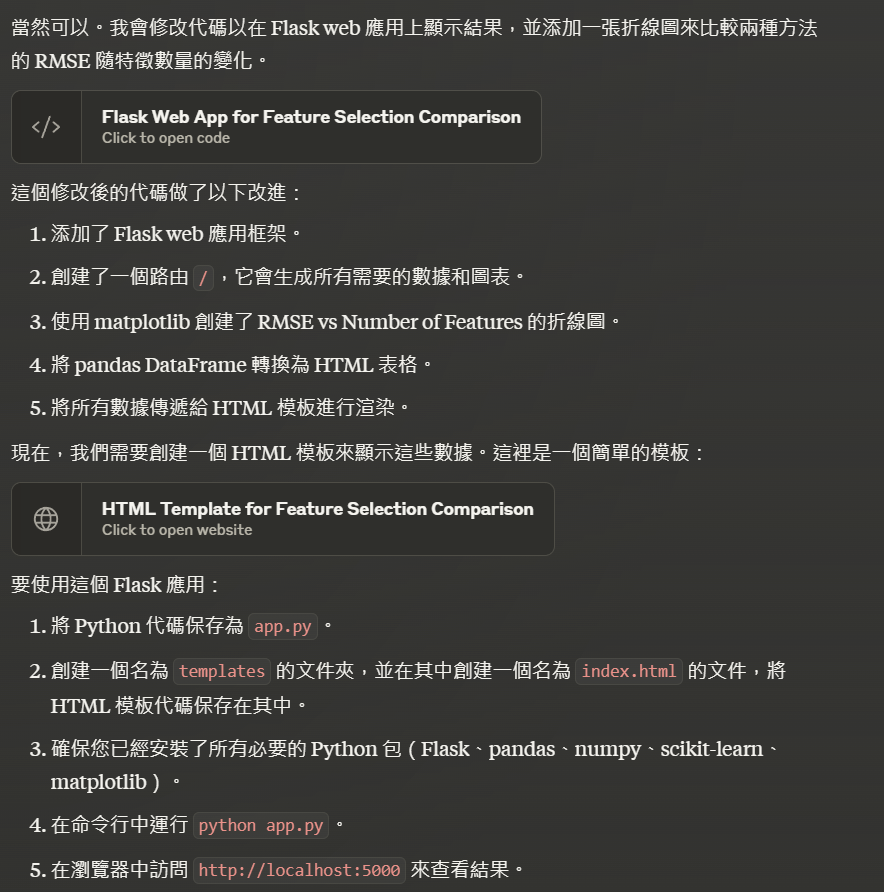 當然可以。我會修改代碼以在 Flask web 應用上顯示結果，並添加一張折線圖來比較兩種方法
的 RMSE 隨特徵數量的變化。
Flask Web App for Feature Selection Comparison
Click to open code
這個修改後的代碼做了以下改進：
1. 添加了 Flask web 應用框架。
2. 創建了一個路由 /，它會生成所有需要的數據和圖表。
3. 使用 matplotlib 創建了 RMSE vs Number of Features 的折線圖。
4. 將 pandas DataFrame 轉換為 HTML 表格。
5. 將所有數據傳遞給 HTML 模板進行渲染。
現在，我們需要創建一個 HTML 模板來顯示這些數據。這裡是一個簡單的模板：
HTML Template for Feature Selection Comparison
Click to open website
要使用這個 Flask 應用：
1. 將 Python 代碼保存為 app.py。
2. 創建一個名為 templates 的文件夾，並在其中創建一個名為 index.html 的文件，將
HTML 模板代碼保存在其中。
3. 確保您已經安裝了所有必要的 Python 包（Flask、pandas、numpy、scikit-learn、
matplotlib）。
4. 在命令行中運行 python app.py。
5. 在瀏覽器中訪問 http://localhost:5000 來查看結果。